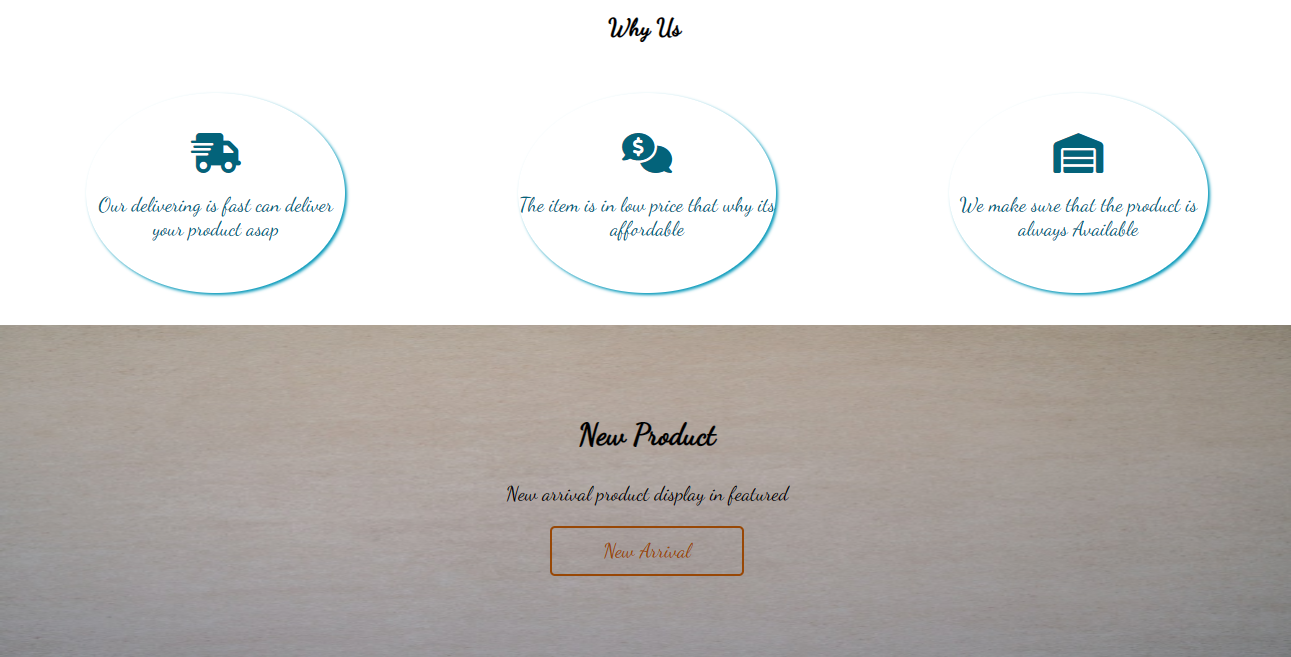 Why Us
Our delivering is fast can deliver
your product asap
$
The item is in low price that why its
affordable
We make sure that the product is
always Available
New Product
New arrival product display in featured
New Arrival